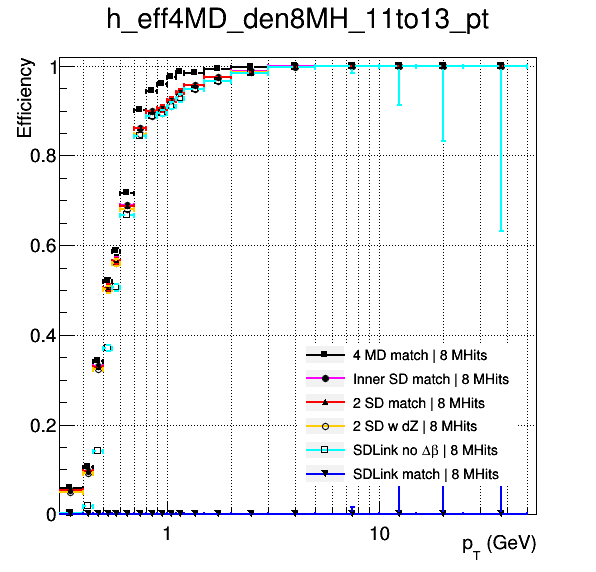 h_eff4MD_den8MH_11to13_pt
Efficiency
1
0.8
0.6
0.4
0.2
0
4 MD match | 8 MHits
Inner SD match | 8 MHits
2 SD match | 8 MHits
2 SD w dZ | 8 MHits
SDLink no Δβ | 8 MHits
SDLink match | 8 MHits
1
10
p_T (GeV)